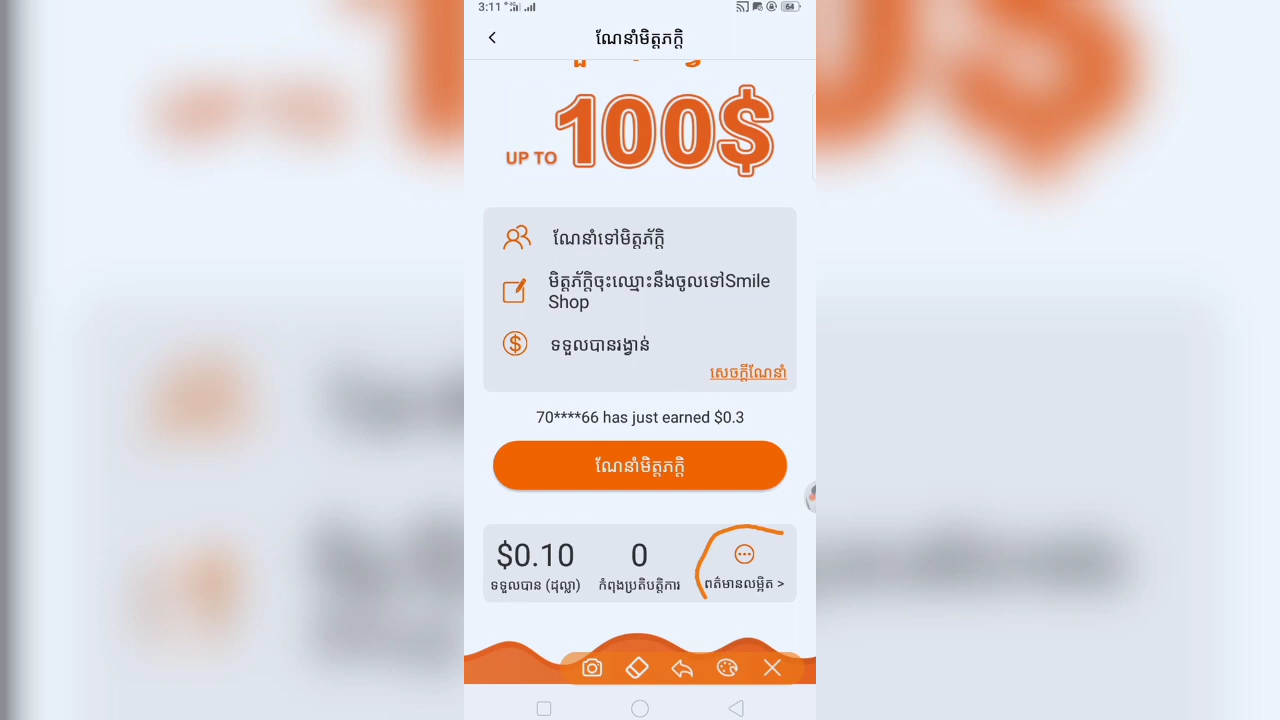 3:11
64
ណែនាំមិត្តភក្តិ
UP TO 100$
ណែនាំទៅមិត្តភ័ក្តិ
មិត្តភ័ក្តិចុះឈ្មោះនឹងចូលទៅSmile
Shop
ទទួលបានរង្វាន់
សេចក្តីណែនាំ
70****66 has just earned $0.3
ណែនាំមិត្តភក្តិ
$0.10 0
ទទួលបាន (ដុល្លា) កំពុងប្រតិបត្តិការ ពត៌មានលម្អិត >